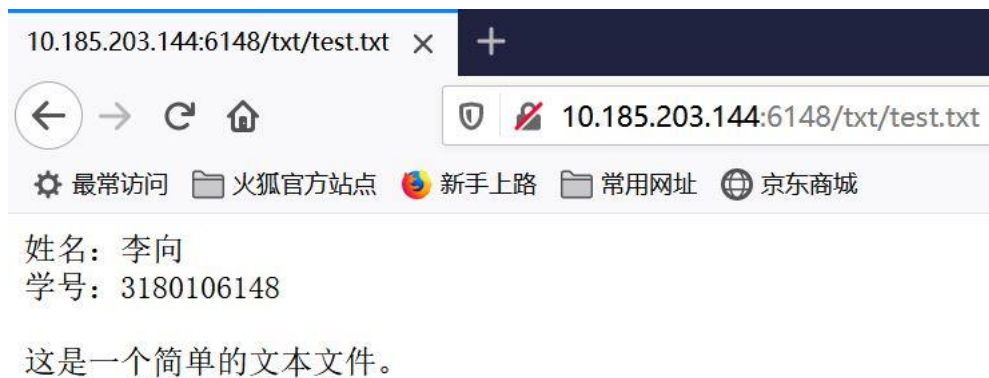 10.185.203.144:6148/txt/test.txt
10.185.203.144:6148/txt/test.txt
最常访问 火狐官方站点 新手上路 常用网址 京东商城
姓名：李向
学号：3180106148
这是一个简单的文本文件。